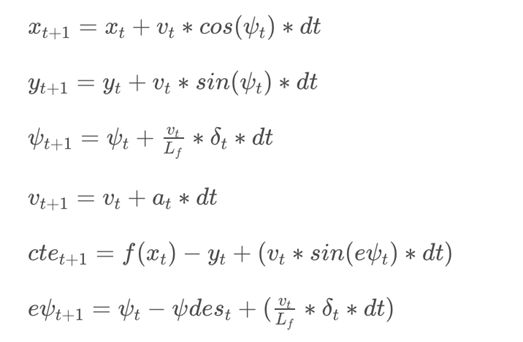 x_{t+1} = x_t + v_t * cos(ψ_t) * dt
y_{t+1} = y_t + v_t * sin(ψ_t) * dt
ψ_{t+1} = ψ_t + \frac{v_t}{L_f} * δ_t * dt
v_{t+1} = v_t + a_t * dt
cte_{t+1} = f(x_t) − y_t + (v_t * sin(eψ_t) * dt)
eψ_{t+1} = ψ_t − ψdes_t + (\frac{v_t}{L_f} * δ_t * dt)